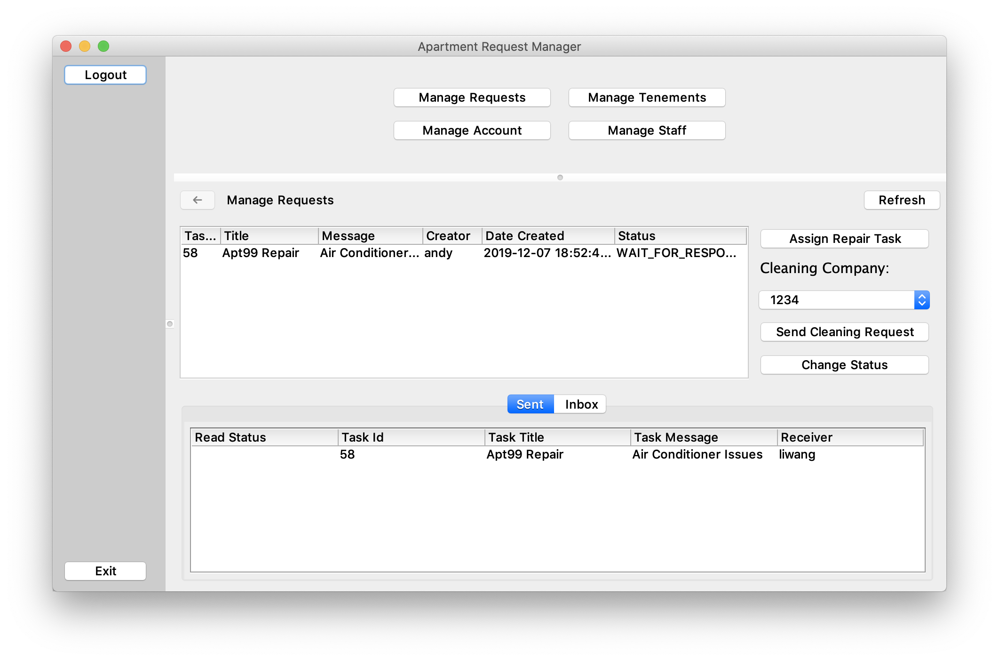 Apartment Request Manager
Logout
Manage Requests
Manage Tenements
Manage Account
Manage Staff
←
Manage Requests
Refresh
Tas... Title Message Creator Date Created Status
58 Apt99 Repair Air Conditioner... andy 2019-12-07 18:52:4... WAIT_FOR_RESPO...
Assign Repair Task
Cleaning Company:
1234
Send Cleaning Request
Change Status
Sent Inbox
Read Status Task Id Task Title Task Message Receiver
58 Apt99 Repair Air Conditioner Issues liwang
Exit